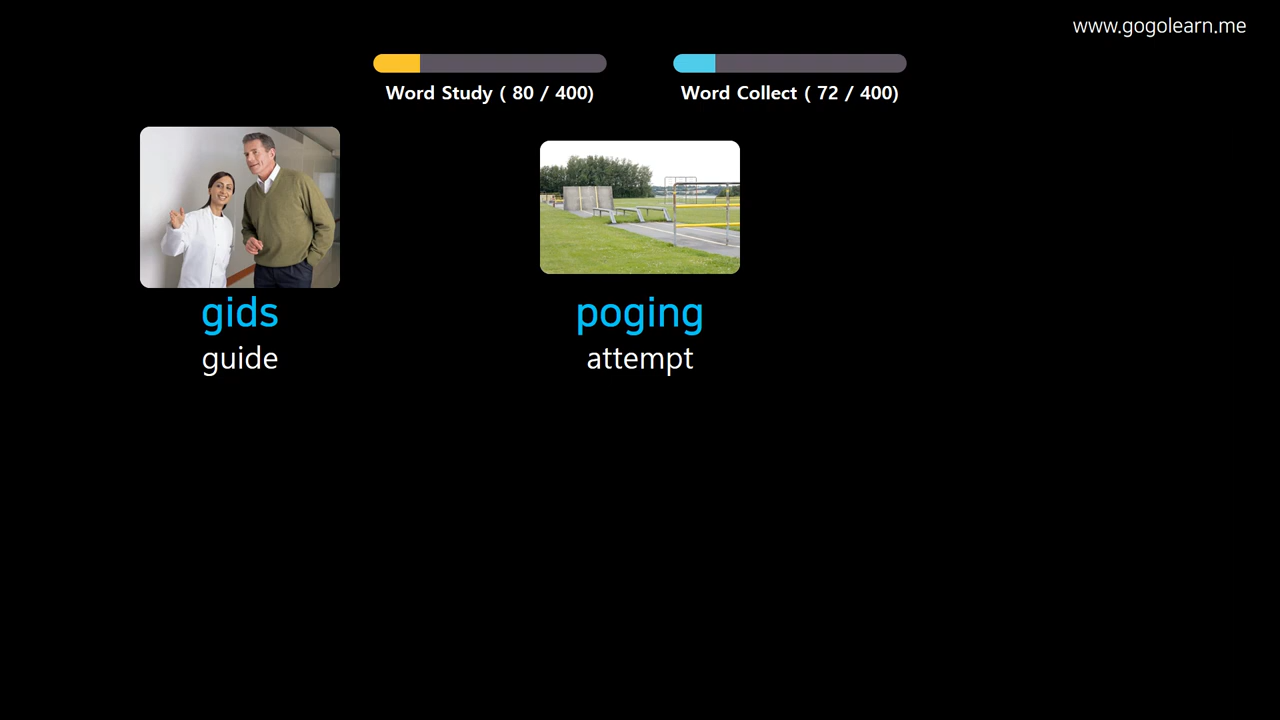 www.gogolearn.me
Word Study ( 80 / 400)
Word Collect ( 72 / 400)
gids
guide
poging
attempt